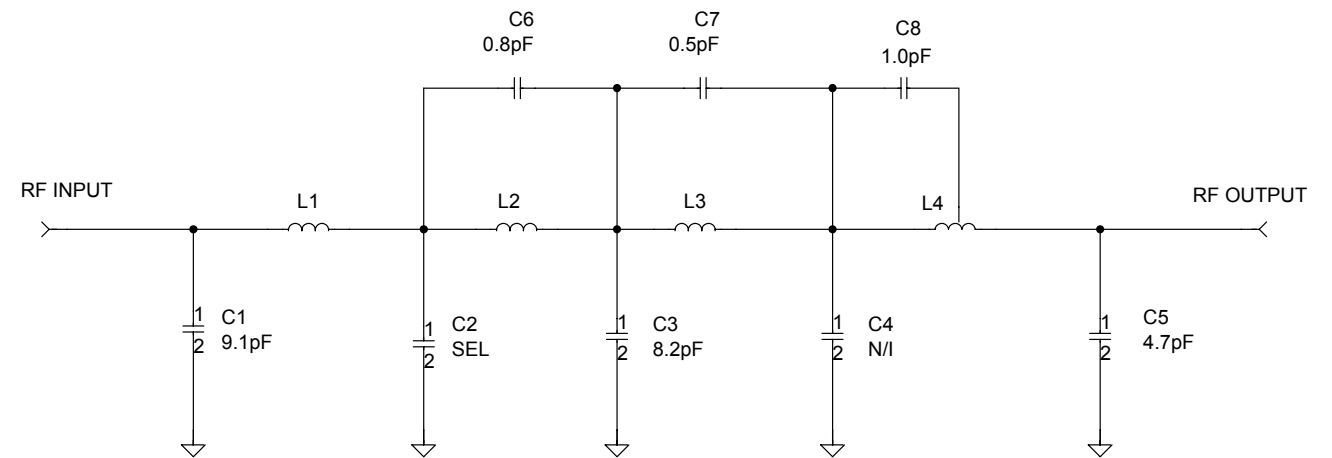 C6
0.8pF
C7
0.5pF
C8
1.0pF
RF INPUT
L1
L2
L3
L4
RF OUTPUT
1
2
C1
9.1pF
1
2
C2
SEL
1
2
C3
8.2pF
1
2
C4
N/I
1
2
C5
4.7pF